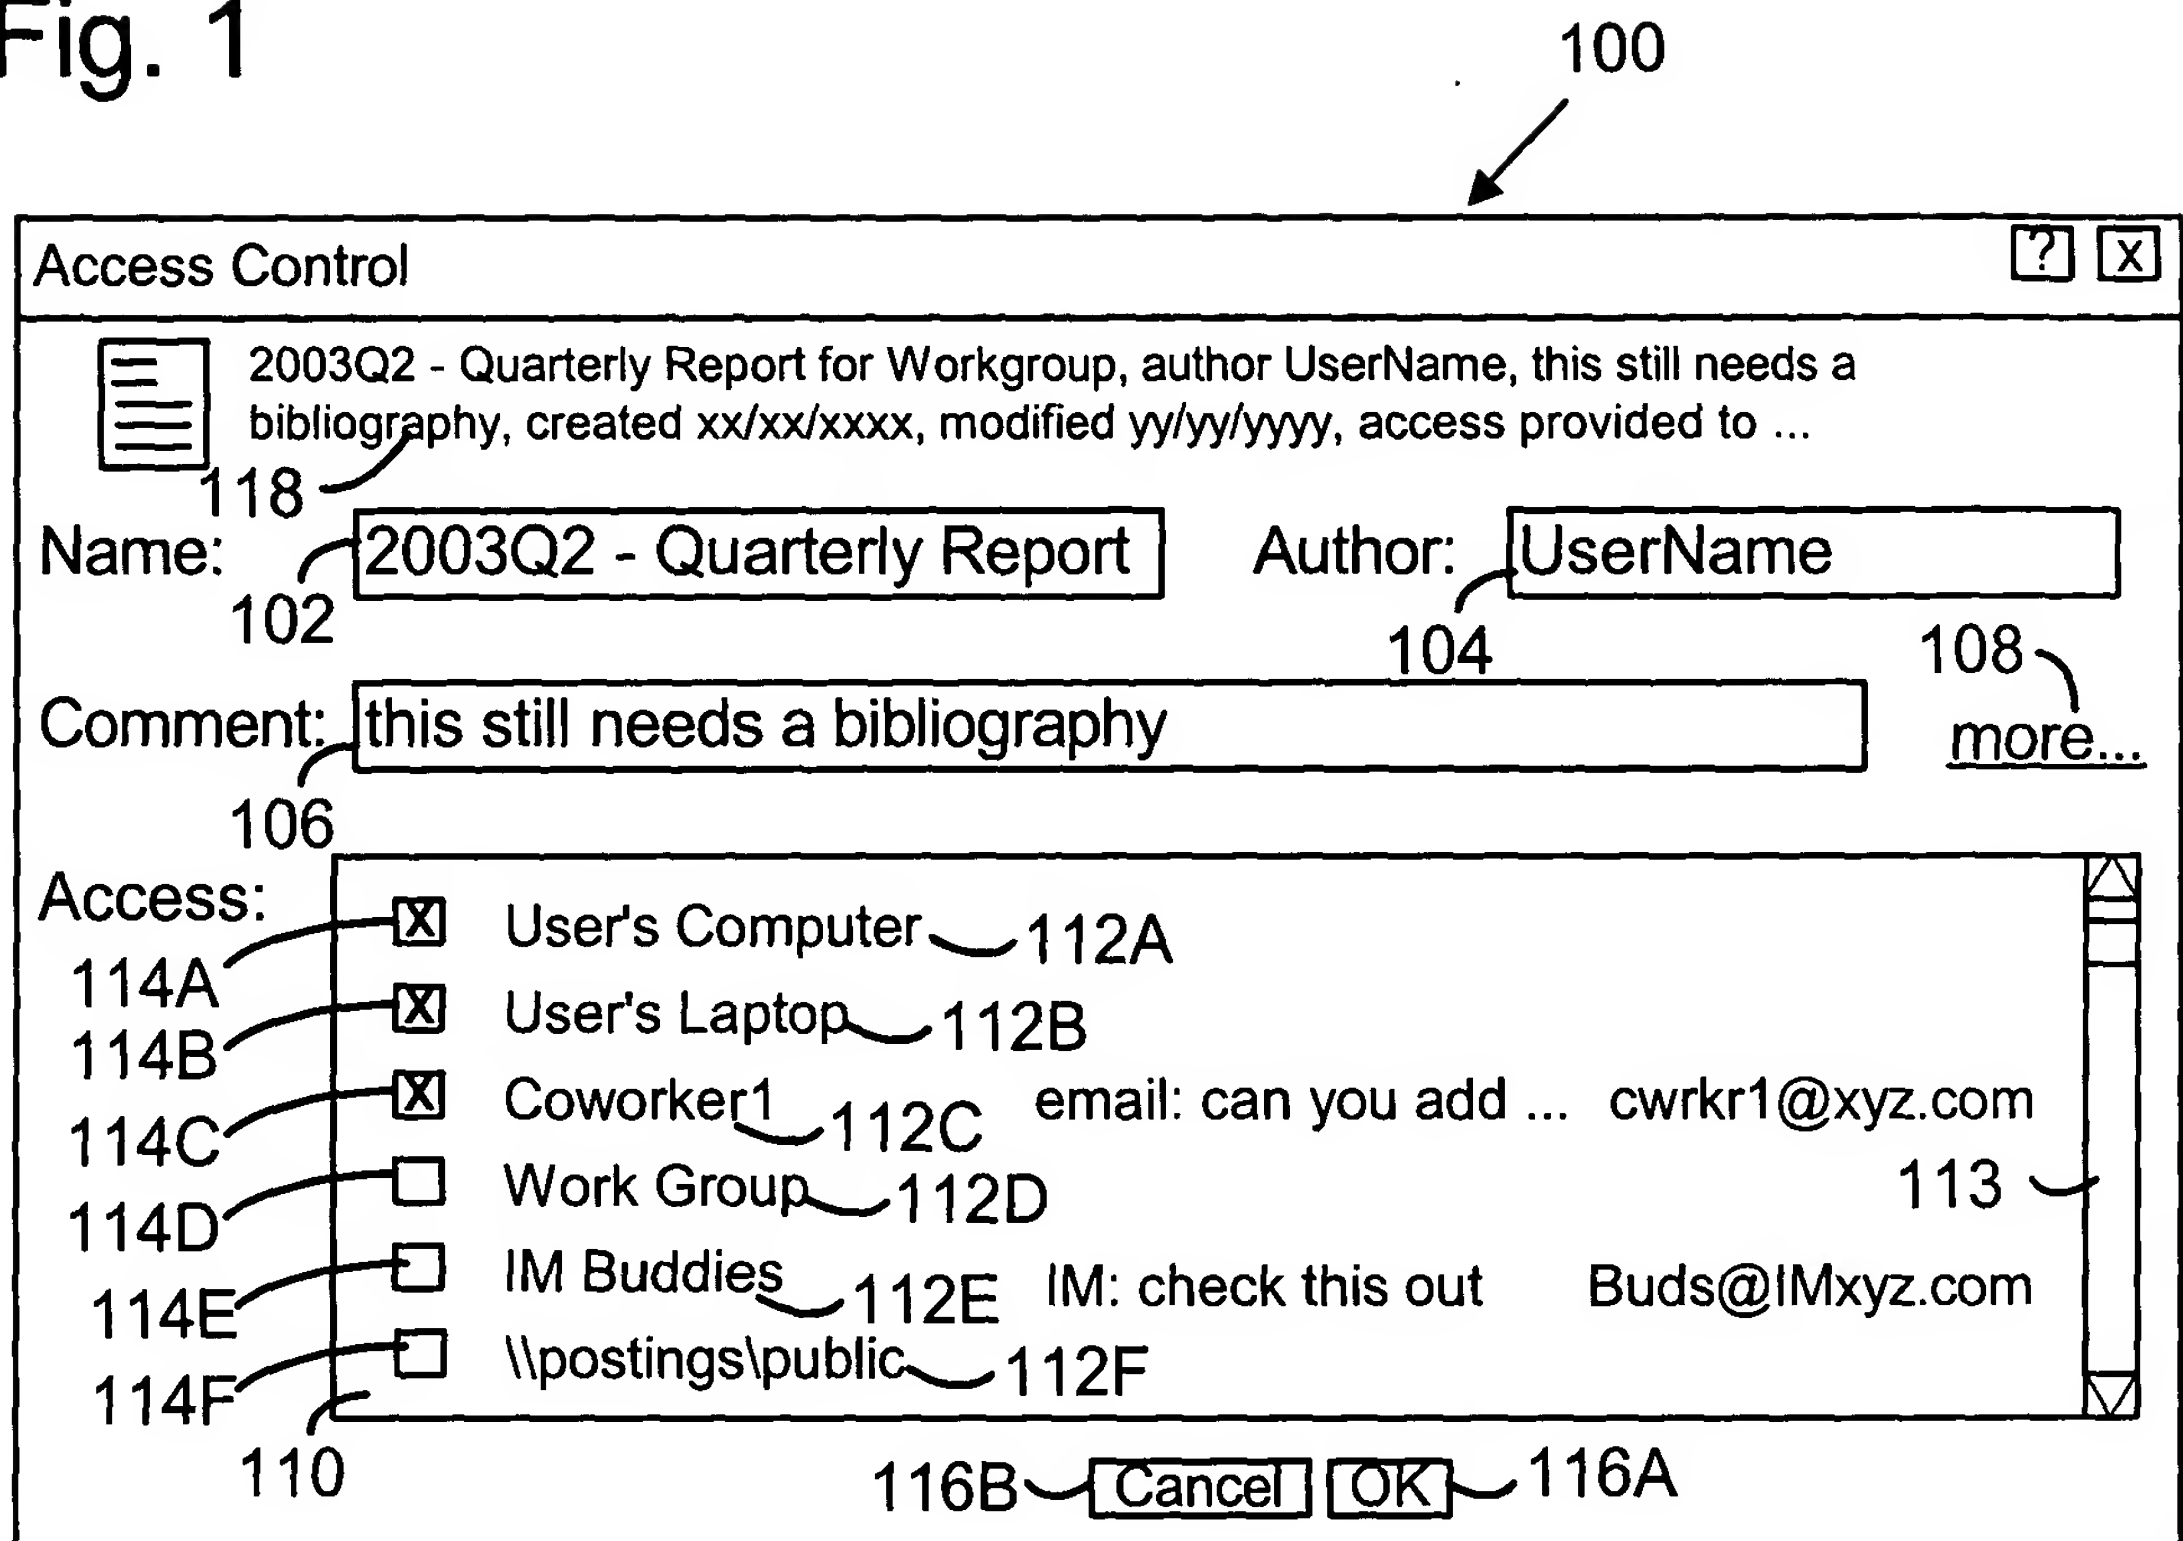 Fig. 1
100
Access Control ? X
2003Q2 - Quarterly Report for Workgroup, author UserName, this still needs a
bibliography, created xx/xx/xxxx, modified yy/yy/yyyy, access provided to ...
118
Name: 2003Q2 - Quarterly Report Author: UserName
102 104 108
Comment: this still needs a bibliography more...
106
Access:
X User's Computer 112A
114A
X User's Laptop 112B
114B
X Coworker1 112C email: can you add ... cwrkr1@xyz.com
114C
Work Group 112D 113
114D
IM Buddies 112E IM: check this out Buds@IMxyz.com
114E
\\postings\public 112F
114F
110
116B Cancel OK 116A